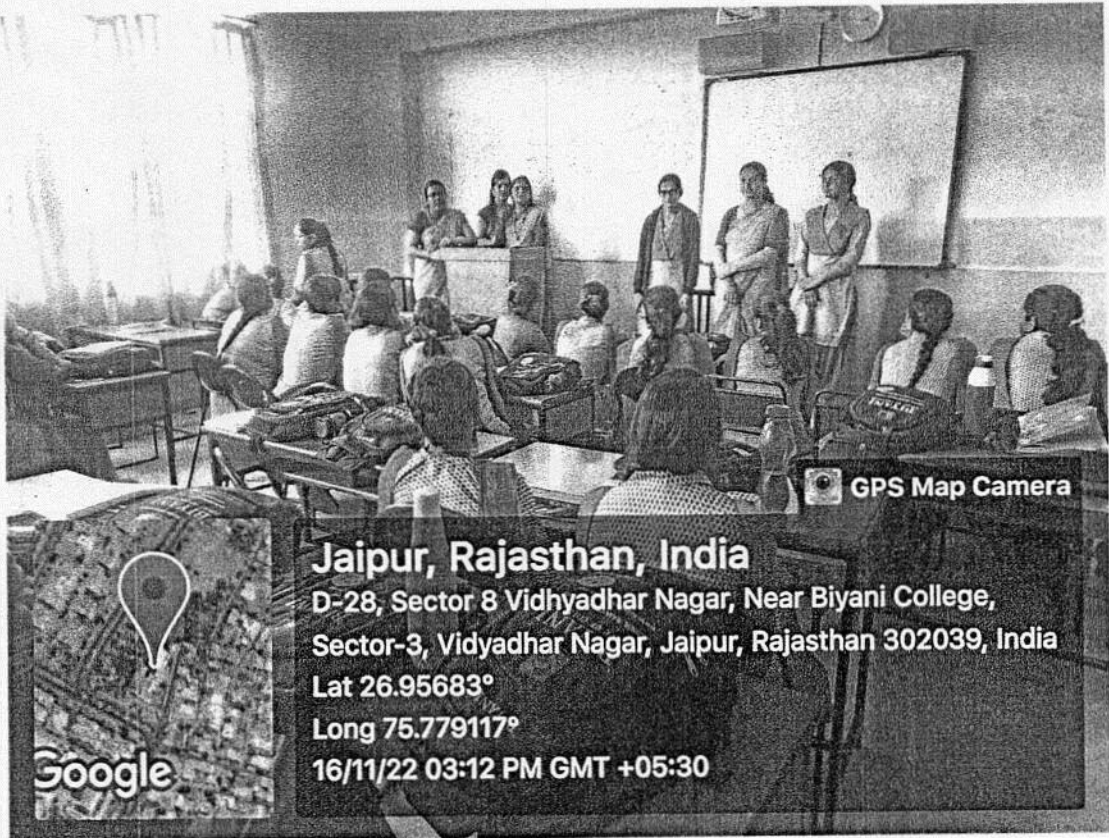 GPS Map Camera
Jaipur, Rajasthan, India
D-28, Sector 8 Vidhyadhar Nagar, Near Biyani College,
Sector-3, Vidyadhar Nagar, Jaipur, Rajasthan 302039, India
Lat 26.95683°
Long 75.779117°
16/11/22 03:12 PM GMT +05:30
Google